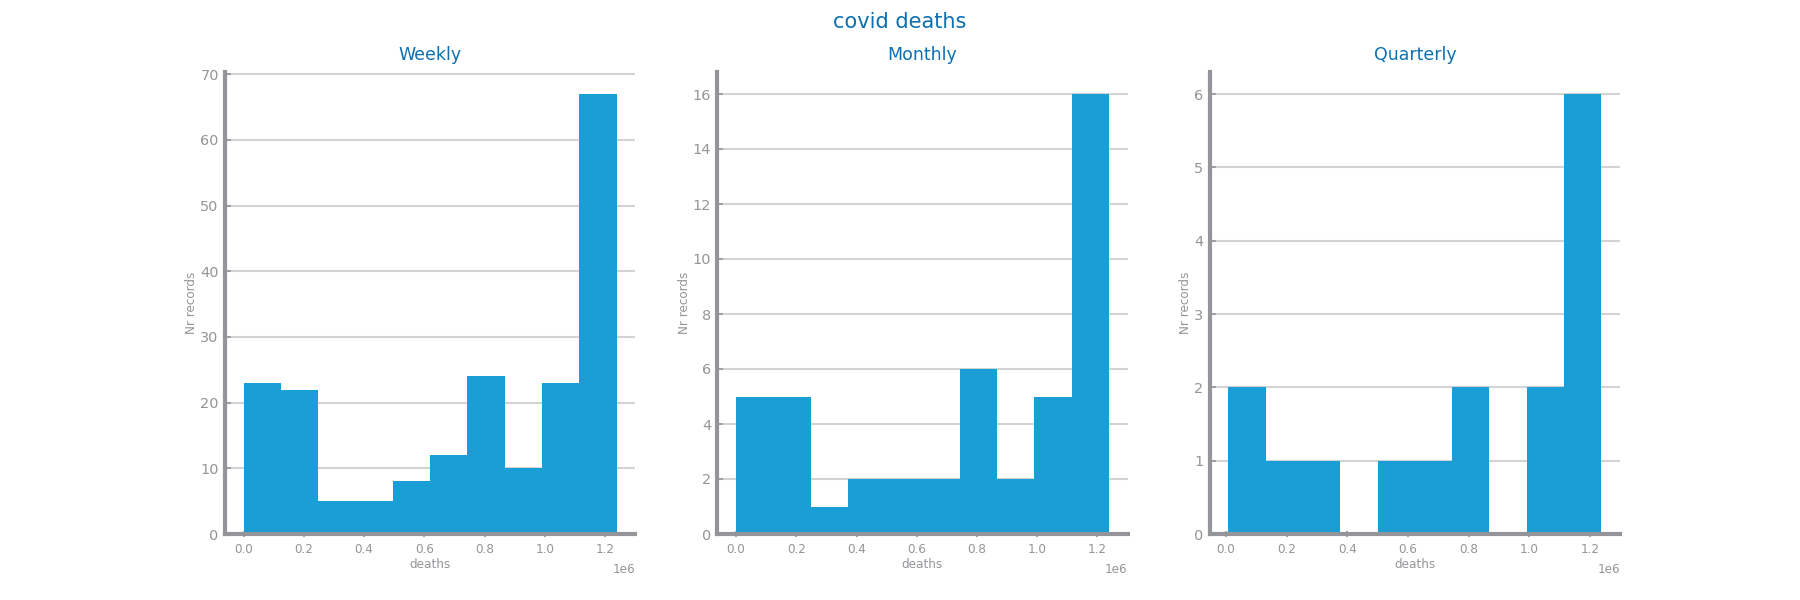 covid deaths
Weekly
Nr records
70
60
50
40
30
20
10
0
0.0 0.2 0.4 0.6 0.8 1.0 1.2
deaths
1e6
Monthly
Nr records
16
14
12
10
8
6
4
2
0
0.0 0.2 0.4 0.6 0.8 1.0 1.2
deaths
1e6
Quarterly
Nr records
6
5
4
3
2
1
0
0.0 0.2 0.4 0.6 0.8 1.0 1.2
deaths
1e6